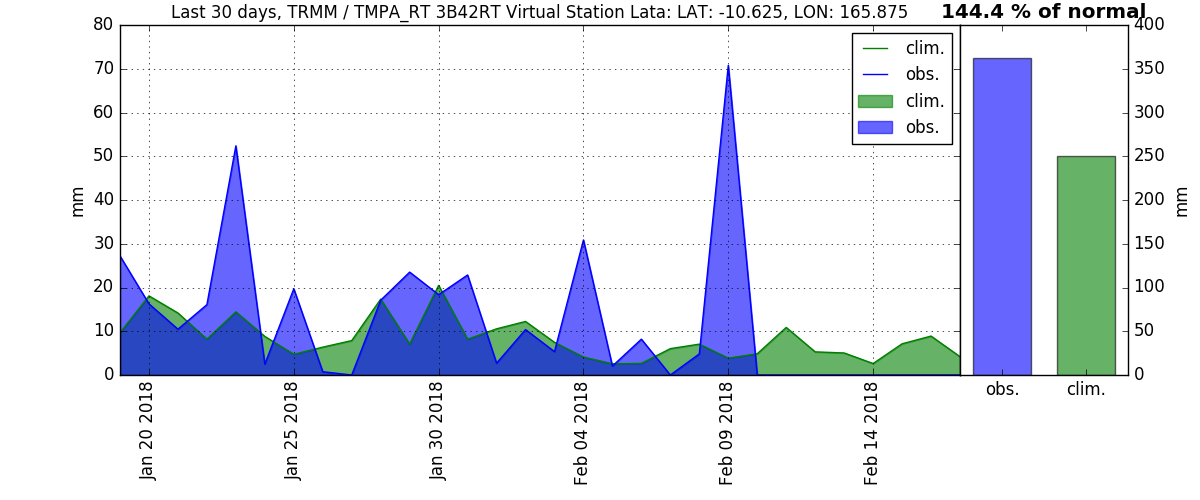 Last 30 days, TRMM / TMPA_RT 3B42RT Virtual Station Lata: LAT: -10.625, LON: 165.875
144.4 % of normal
80
70
60
50
40
30
20
10
0
mm
clim.
obs.
clim.
obs.
Jan 20 2018
Jan 25 2018
Jan 30 2018
Feb 04 2018
Feb 09 2018
Feb 14 2018
400
350
300
250
200
150
100
50
0
mm
obs.
clim.